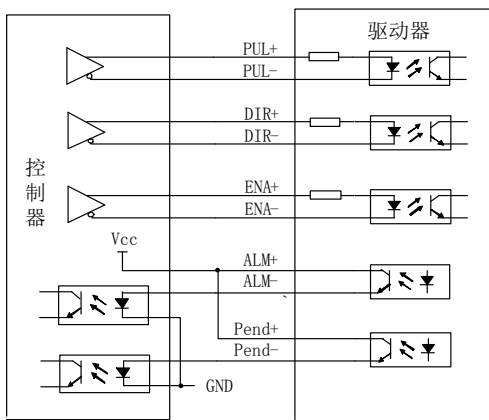 驱动器
PUL+
PUL-
DIR+
DIR-
控制器
ENA+
ENA-
Vcc
ALM+
ALM-
Pend+
Pend-
GND